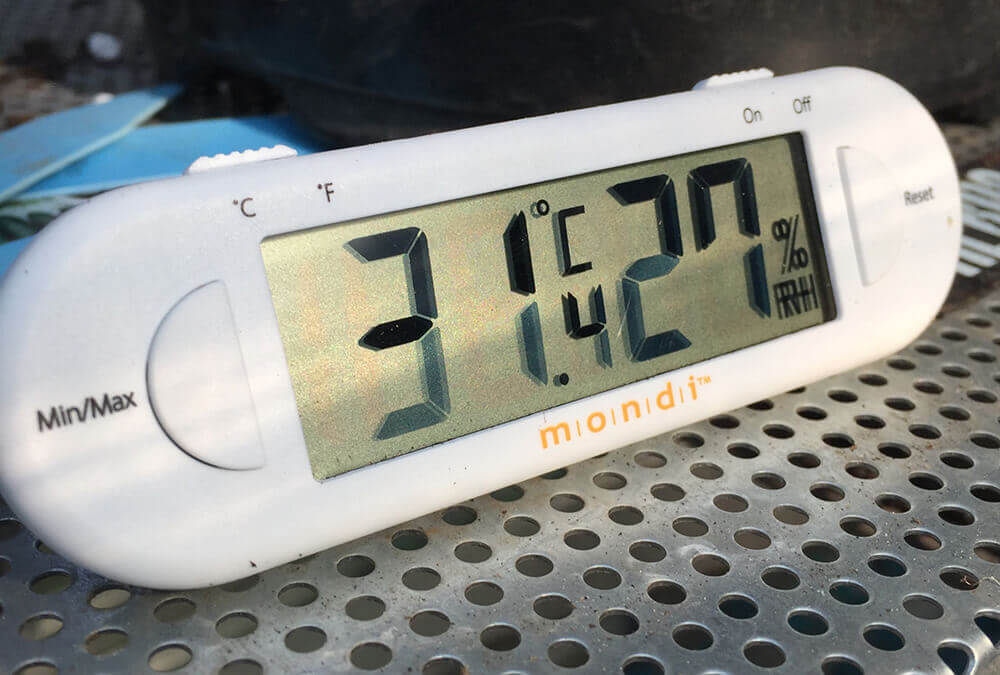 °C °F
On Off
Min/Max
31.4 °C 27 % RH
Reset
mondi™